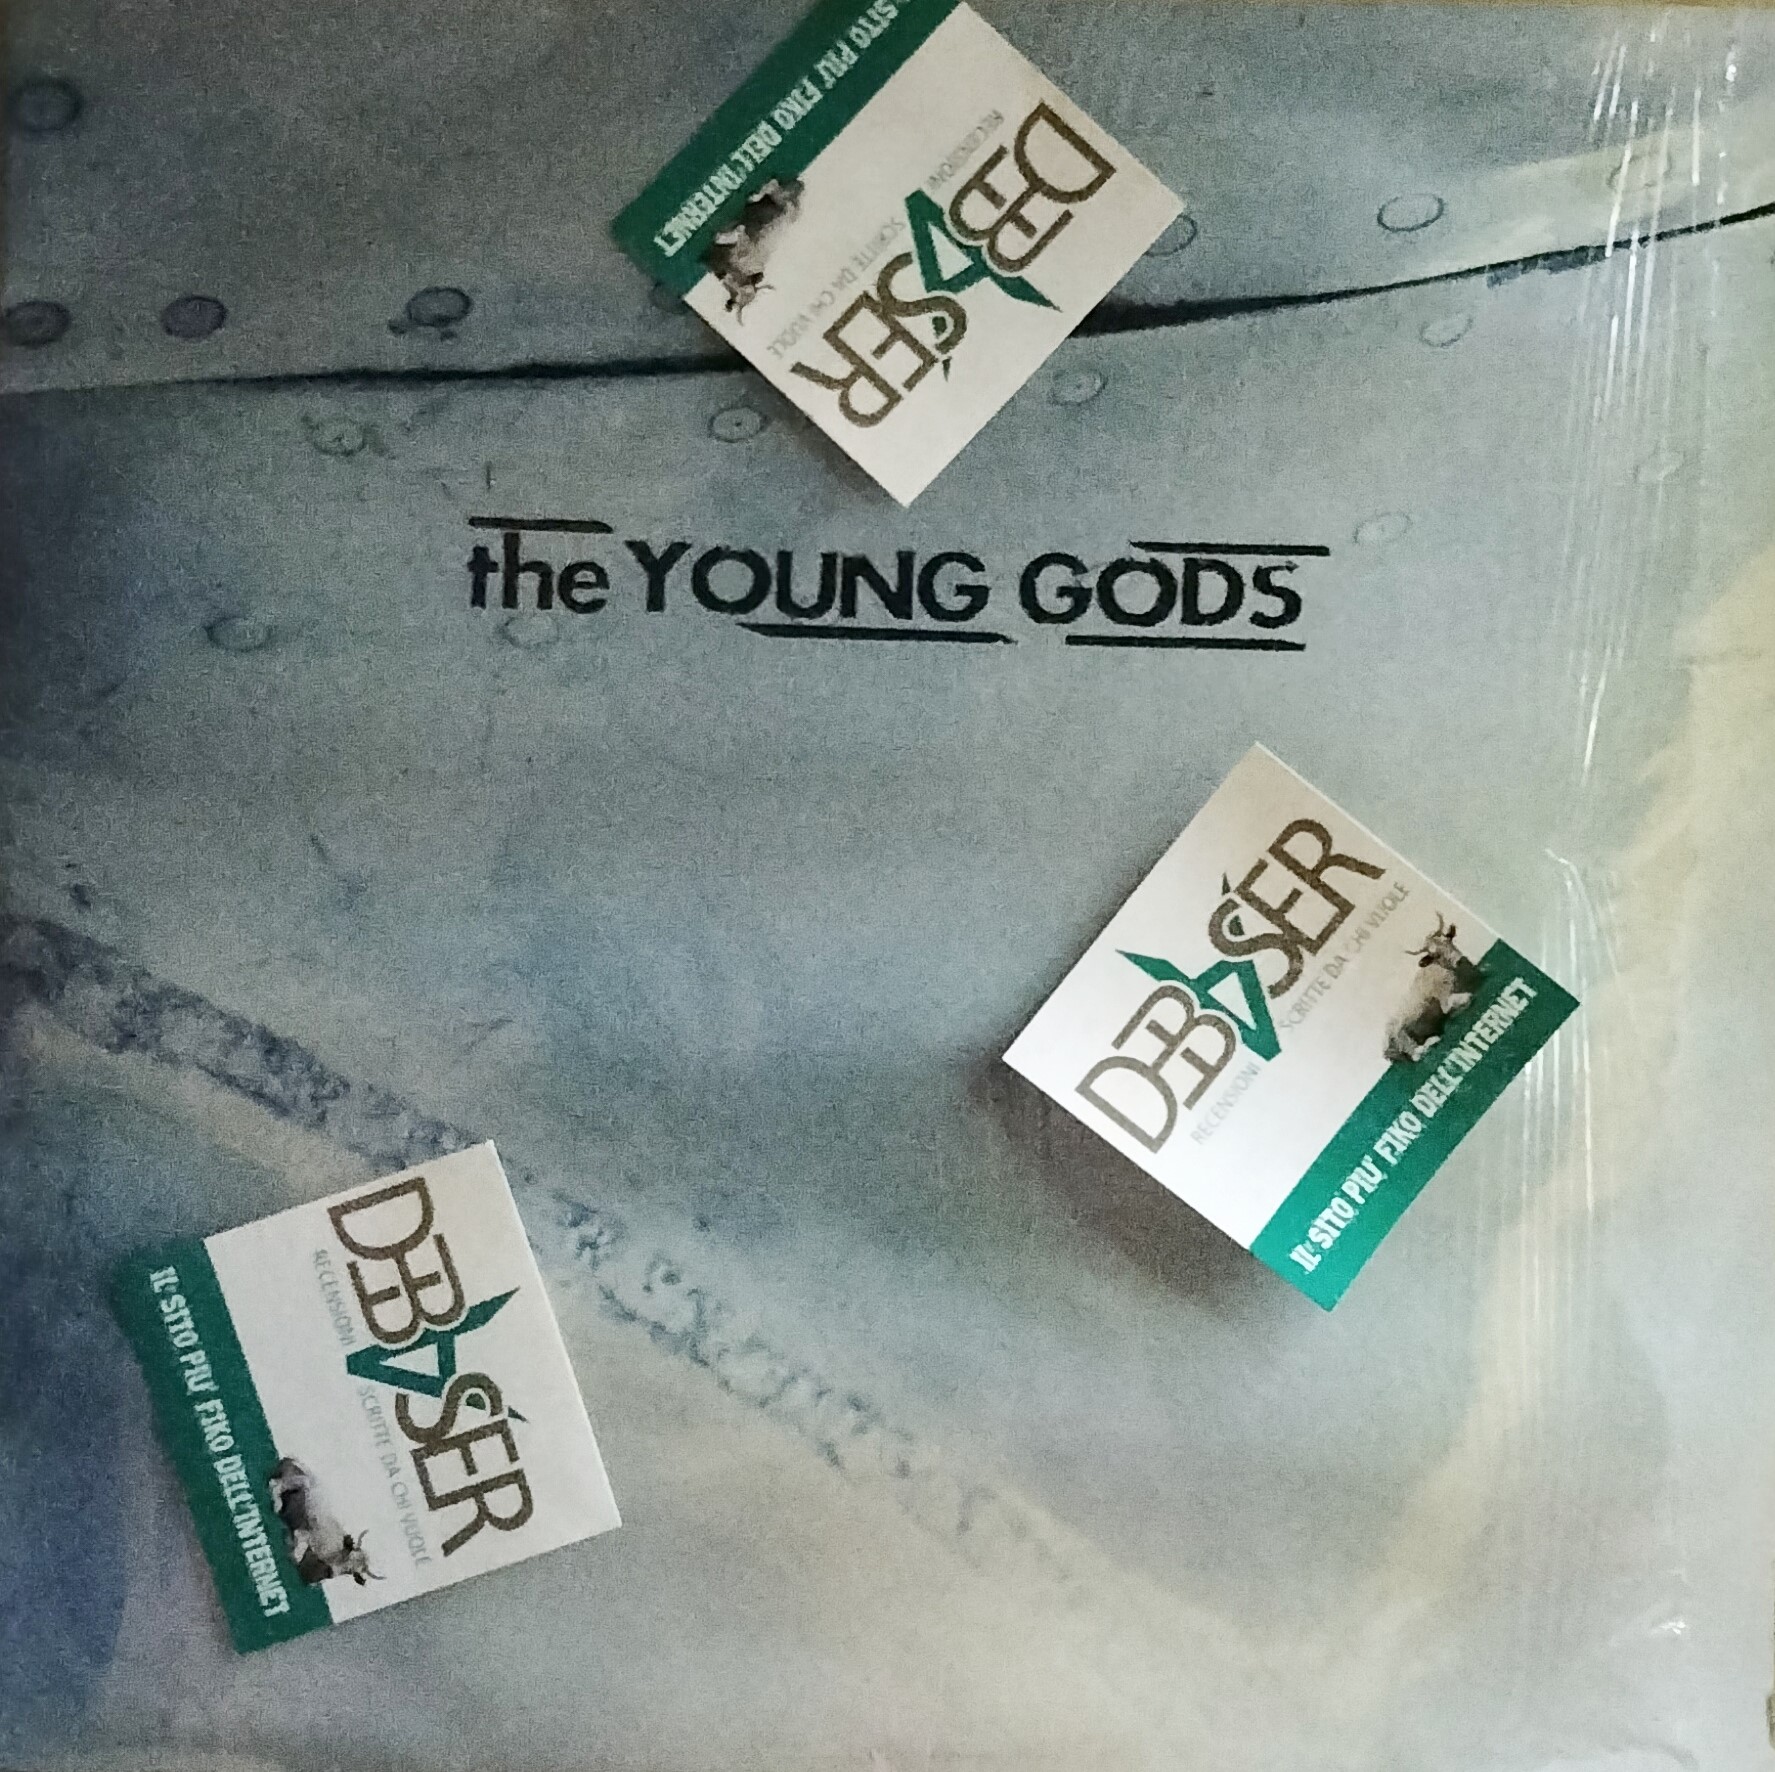 SITO PIU' FIKO DELL'INTERNET
DEBASER
RECENSIONI SCRITTE DA CHI VUOLE
the YOUNG GODS
DEBASER
RECENSIONI SCRITTE DA CHI VUOLE
IL SITO PIU' FIKO DELL'INTERNET
DEBASER
RECENSIONI SCRITTE DA CHI VUOLE
IL SITO PIU' FIKO DELL'INTERNET